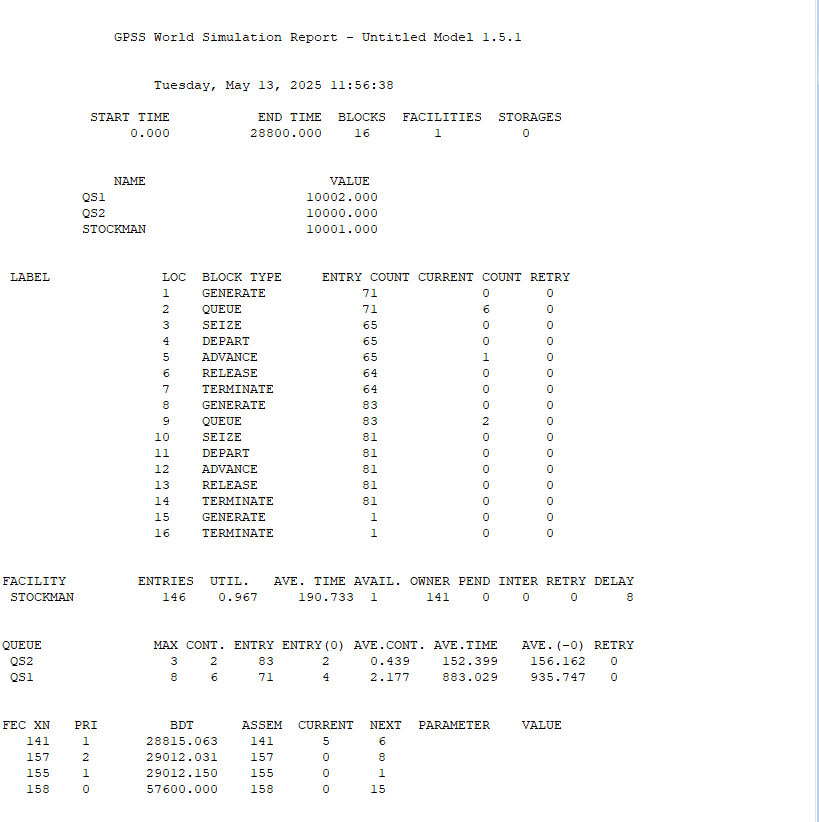 GPSS World Simulation Report - Untitled Model 1.5.1
Tuesday, May 13, 2025 11:56:38
START TIME END TIME BLOCKS FACILITIES STORAGES
0.000 28800.000 16 1 0
NAME VALUE
QS1 10002.000
QS2 10000.000
STOCKMAN 10001.000
LABEL LOC BLOCK TYPE ENTRY COUNT CURRENT COUNT RETRY
1 GENERATE 71 0 0
2 QUEUE 71 6 0
3 SEIZE 65 0 0
4 DEPART 65 0 0
5 ADVANCE 65 1 0
6 RELEASE 64 0 0
7 TERMINATE 64 0 0
8 GENERATE 83 0 0
9 QUEUE 83 2 0
10 SEIZE 81 0 0
11 DEPART 81 0 0
12 ADVANCE 81 0 0
13 RELEASE 81 0 0
14 TERMINATE 81 0 0
15 GENERATE 1 0 0
16 TERMINATE 1 0 0
FACILITY ENTRIES UTIL. AVE. TIME AVAIL. OWNER PEND INTER RETRY DELAY
STOCKMAN 146 0.967 190.733 1 141 0 0 0 8
QUEUE MAX CONT. ENTRY ENTRY(0) AVE.CONT. AVE.TIME AVE.(-0) RETRY
QS2 3 2 83 2 0.439 152.399 156.162 0
QS1 8 6 71 4 2.177 883.029 935.747 0
FEC XN PRI BDT ASSEM CURRENT NEXT PARAMETER VALUE
141 1 28815.063 141 5 6
157 2 29012.031 157 0 8
155 1 29012.150 155 0 1
158 0 57600.000 158 0 15